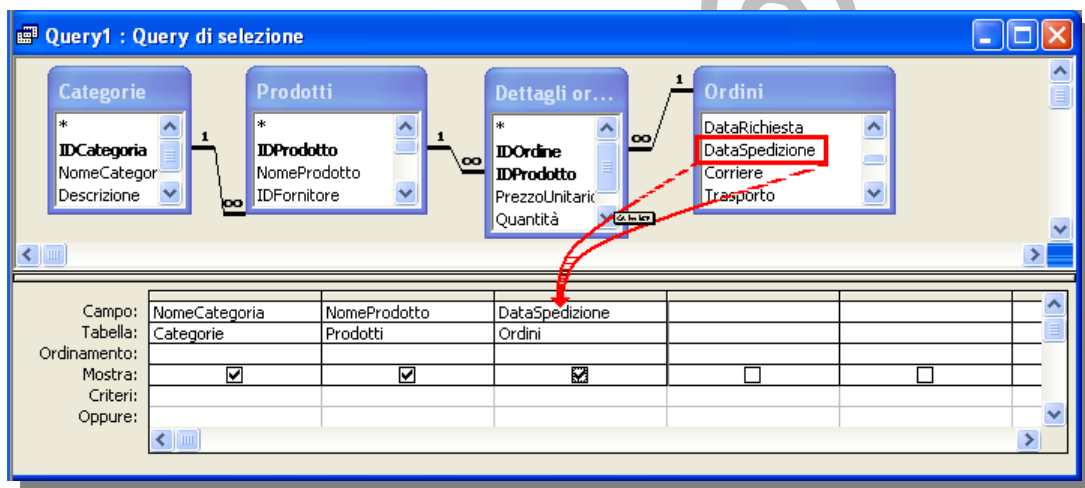 Query1 : Query di selezione
Categorie
*
IDCategoria
NomeCategor
Descrizione
Prodotti
*
IDProdotto
NomeProdotto
IDFornitore
Dettagli or...
*
IDOrdine
IDProdotto
PrezzoUnitaric
Quantità
Ordini
DataRichiesta
DataSpedizione
Corriere
Trasporto
1
∞
1
∞
∞
1
Campo: NomeCategoria NomeProdotto DataSpedizione
Tabella: Categorie Prodotti Ordini
Ordinamento:
Mostra:
Criteri:
Oppure: